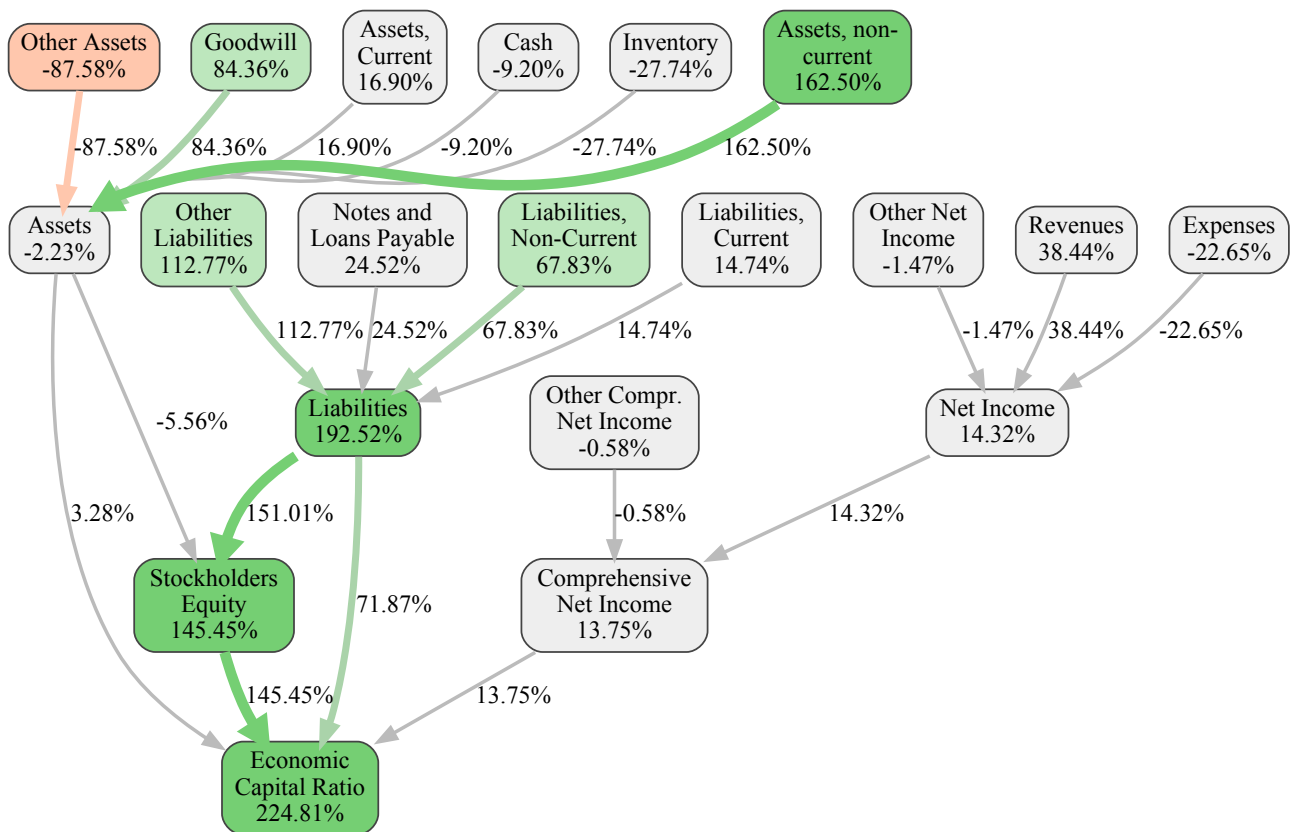 Other Assets
-87.58%
Goodwill
84.36%
Assets,
Current
16.90%
Cash
-9.20%
Inventory
-27.74%
Assets, non-
current
162.50%
-87.58%
84.36%
16.90%
-9.20%
-27.74%
162.50%
Assets
-2.23%
Other
Liabilities
112.77%
Notes and
Loans Payable
24.52%
Liabilities,
Non-Current
67.83%
Liabilities,
Current
14.74%
Other Net
Income
-1.47%
Revenues
38.44%
Expenses
-22.65%
112.77%
24.52%
67.83%
14.74%
-1.47%
38.44%
-22.65%
Liabilities
192.52%
Other Compr.
Net Income
-0.58%
Net Income
14.32%
-5.56%
3.28%
151.01%
-0.58%
14.32%
Stockholders
Equity
145.45%
71.87%
Comprehensive
Net Income
13.75%
145.45%
13.75%
Economic
Capital Ratio
224.81%